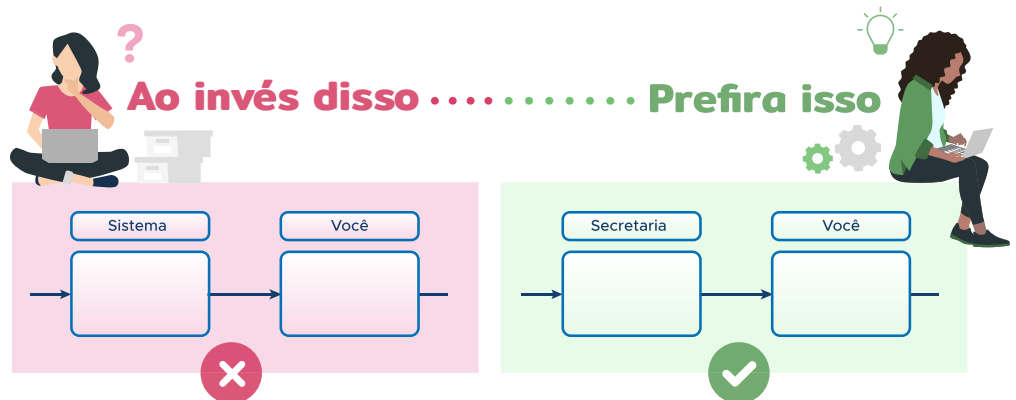 ?
Ao invés disso
Prefira isso
Sistema
Você
Secretaria
Você